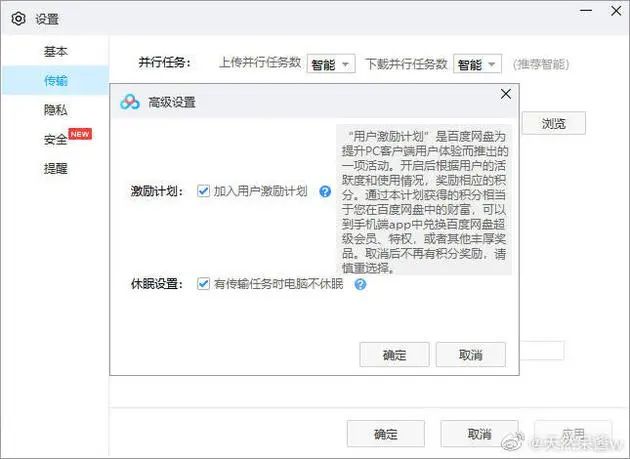 设置
基本
传输
隐私
安全 NEW
提醒
并行任务: 上传并行任务数 智能 下载并行任务数 智能 (推荐智能)
浏览
高级设置
激励计划: 加入用户激励计划 ?
“用户激励计划”是百度网盘为
提升PC客户端用户体验而推出的
一项活动。开启后根据用户的活
跃度和使用情况，奖励相应的积
分。通过本计划获得的积分相当
于您在百度网盘中的财富，可以
到手机端app中兑换百度网盘超
级会员、特权，或者其他丰厚奖
品。取消后不再有积分奖励，请
慎重选择。
休眠设置: 有传输任务时电脑不休眠 ?
确定 取消
确定 取消 应用